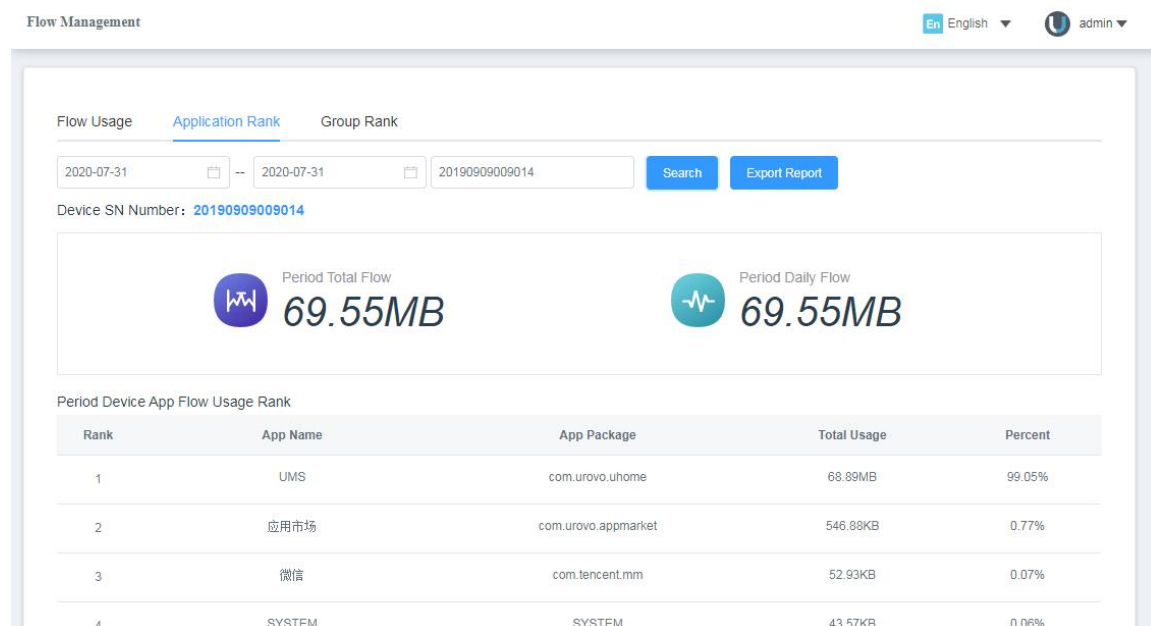 Flow Management
En English admin
Flow Usage Application Rank Group Rank
2020-07-31 -- 2020-07-31 20190909009014 Search Export Report
Device SN Number：20190909009014
Period Total Flow Period Daily Flow
69.55MB 69.55MB
Period Device App Flow Usage Rank
Rank App Name App Package Total Usage Percent
1 UMS com.urovo.uhome 68.89MB 99.05%
2 应用市场 com.urovo.appmarket 546.88KB 0.77%
3 微信 com.tencent.mm 52.93KB 0.07%
4 SYSTEM SYSTEM 43.57KB 0.06%